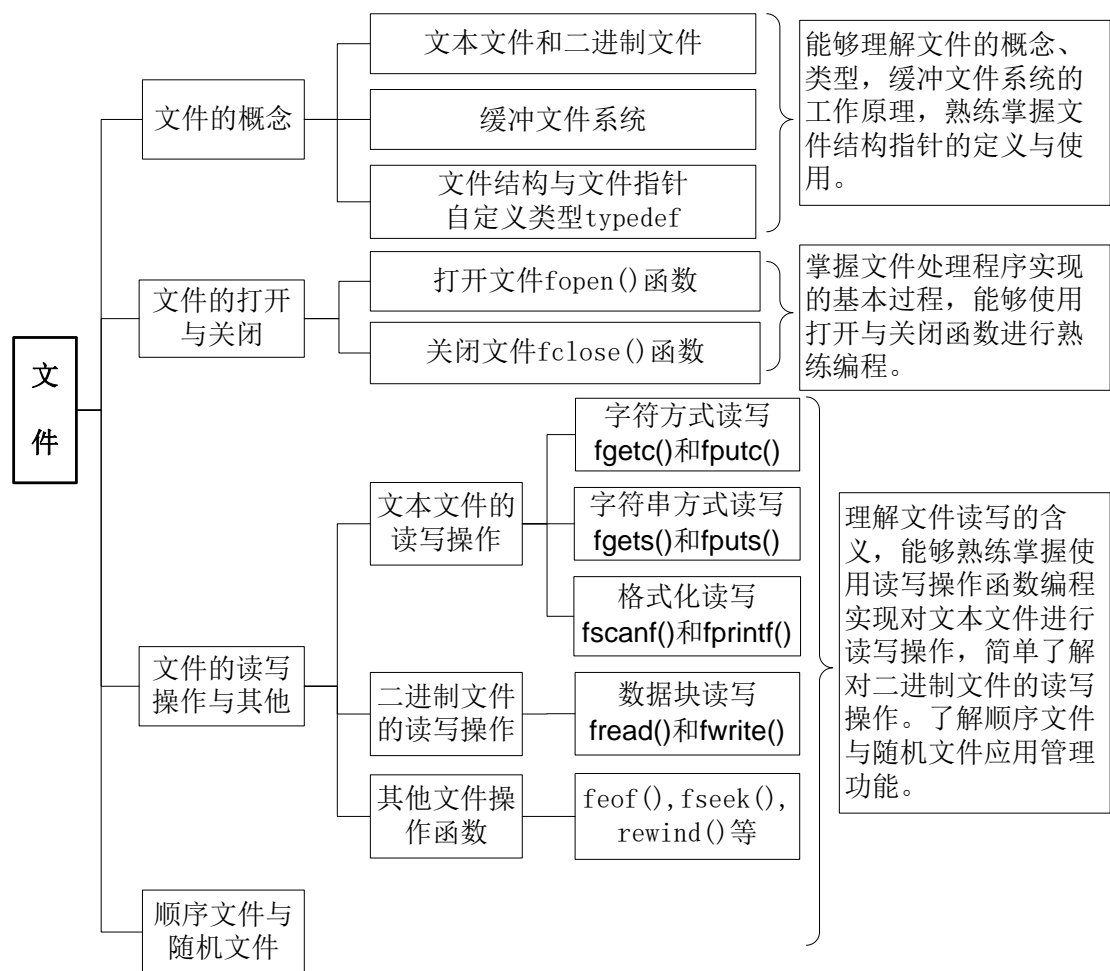 文
件
文件的概念
文本文件和二进制文件
缓冲文件系统
文件结构与文件指针
自定义类型typedef
能够理解文件的概念、
类型，缓冲文件系统的
工作原理，熟练掌握文
件结构指针的定义与使
用。
文件的打开
与关闭
打开文件fopen()函数
关闭文件fclose()函数
掌握文件处理程序实现
的基本过程，能够使用
打开与关闭函数进行熟
练编程。
文件的读写
操作与其他
文本文件的
读写操作
字符方式读写
fgetc()和fputc()
字符串方式读写
fgets()和fputs()
格式化读写
fscanf()和fprintf()
二进制文件
的读写操作
数据块读写
fread()和fwrite()
其他文件操
作函数
feof(),fseek(),
rewind()等
顺序文件与
随机文件
理解文件读写的含
义，能够熟练掌握使
用读写操作函数编程
实现对文本文件进行
读写操作，简单了解
对二进制文件的读写
操作。了解顺序文件
与随机文件应用管理
功能。